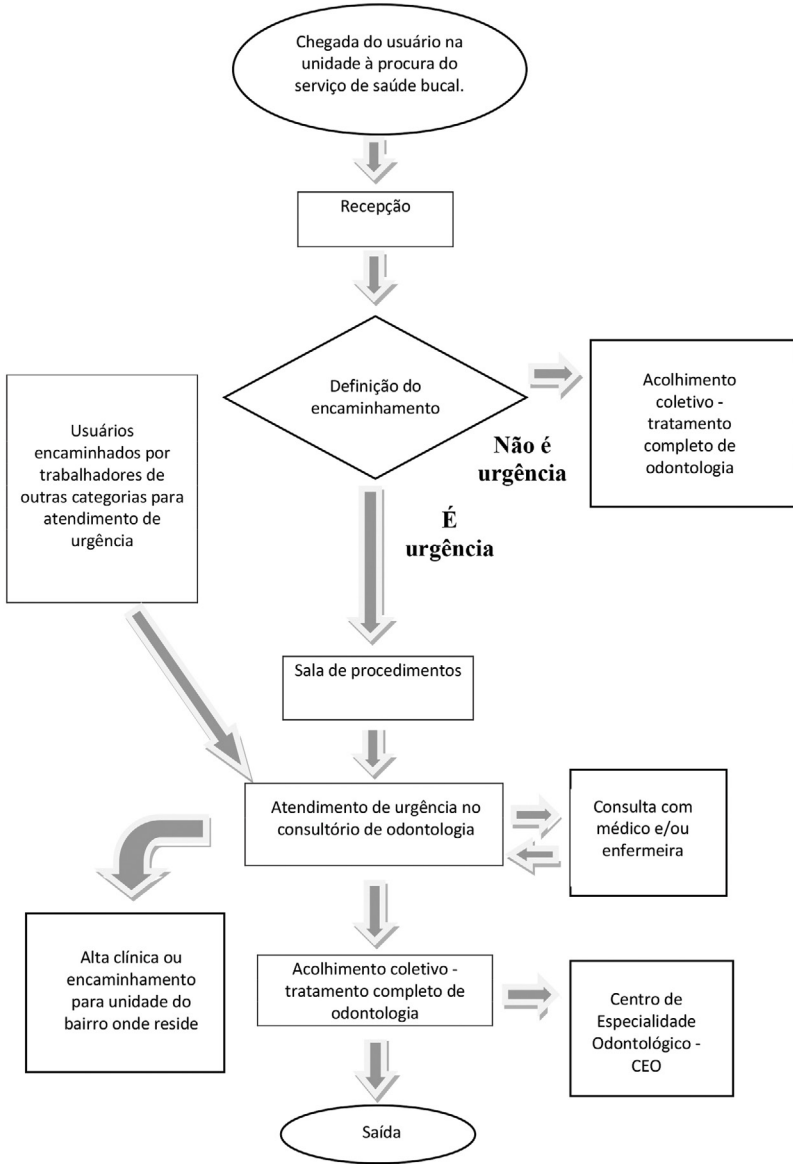 Chegada do usuário na
unidade à procura do
serviço de saúde bucal.
Recepção
Definição do
encaminhamento
Não é
urgência
Acolhimento
coletivo -
tratamento
completo de
odontologia
Usuários
encaminhados por
trabalhadores de
outras categorias para
atendimento de
urgência
É
urgência
Sala de procedimentos
Atendimento de urgência no
consultório de odontologia
Consulta com
médico e/ou
enfermeira
Alta clínica ou
encaminhamento
para unidade do
bairro onde reside
Acolhimento coletivo -
tratamento completo de
odontologia
Centro de
Especialidade
Odontológico -
CEO
Saída